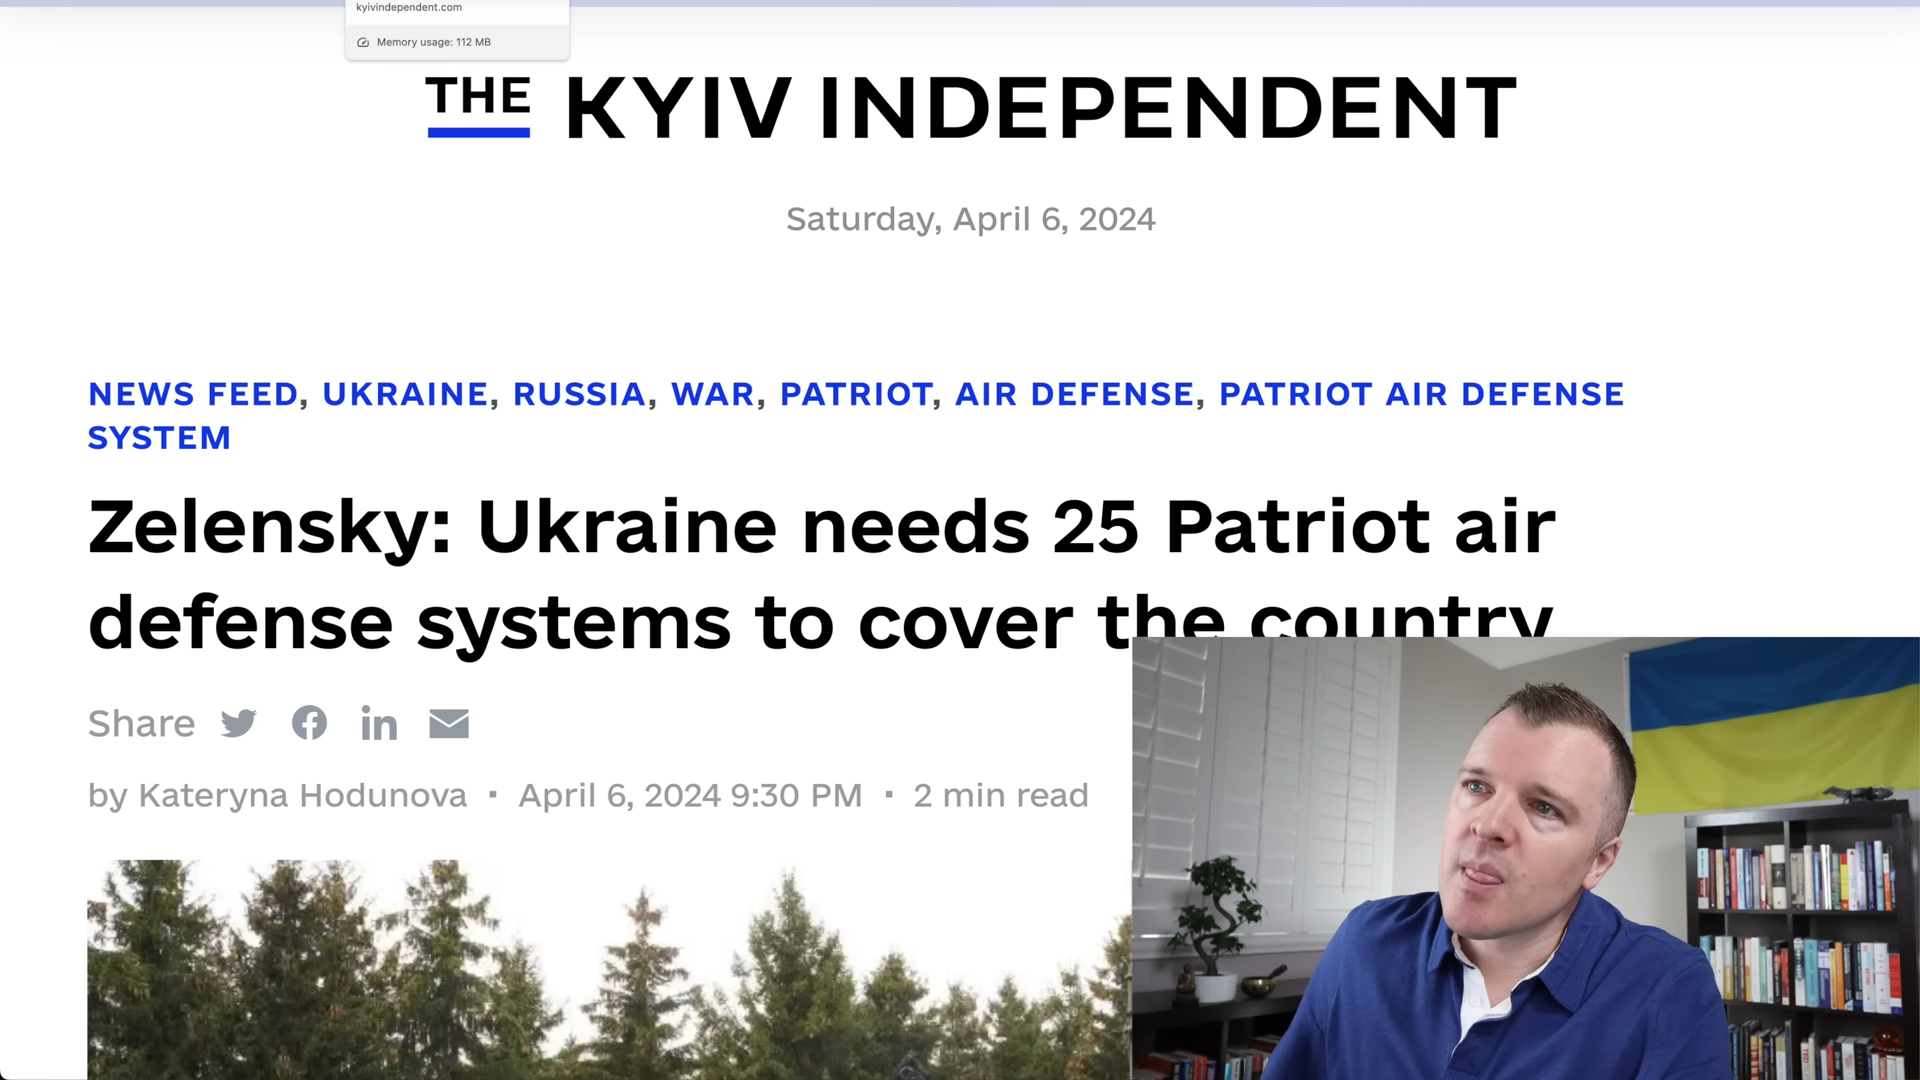 kyivindependent.com
Memory usage: 112 MB
THE KYIV INDEPENDENT
Saturday, April 6, 2024
NEWS FEED, UKRAINE, RUSSIA, WAR, PATRIOT, AIR DEFENSE, PATRIOT AIR DEFENSE
SYSTEM
Zelensky: Ukraine needs 25 Patriot air
defense systems to cover the country
Share
by Kateryna Hodunova · April 6, 2024 9:30 PM · 2 min read